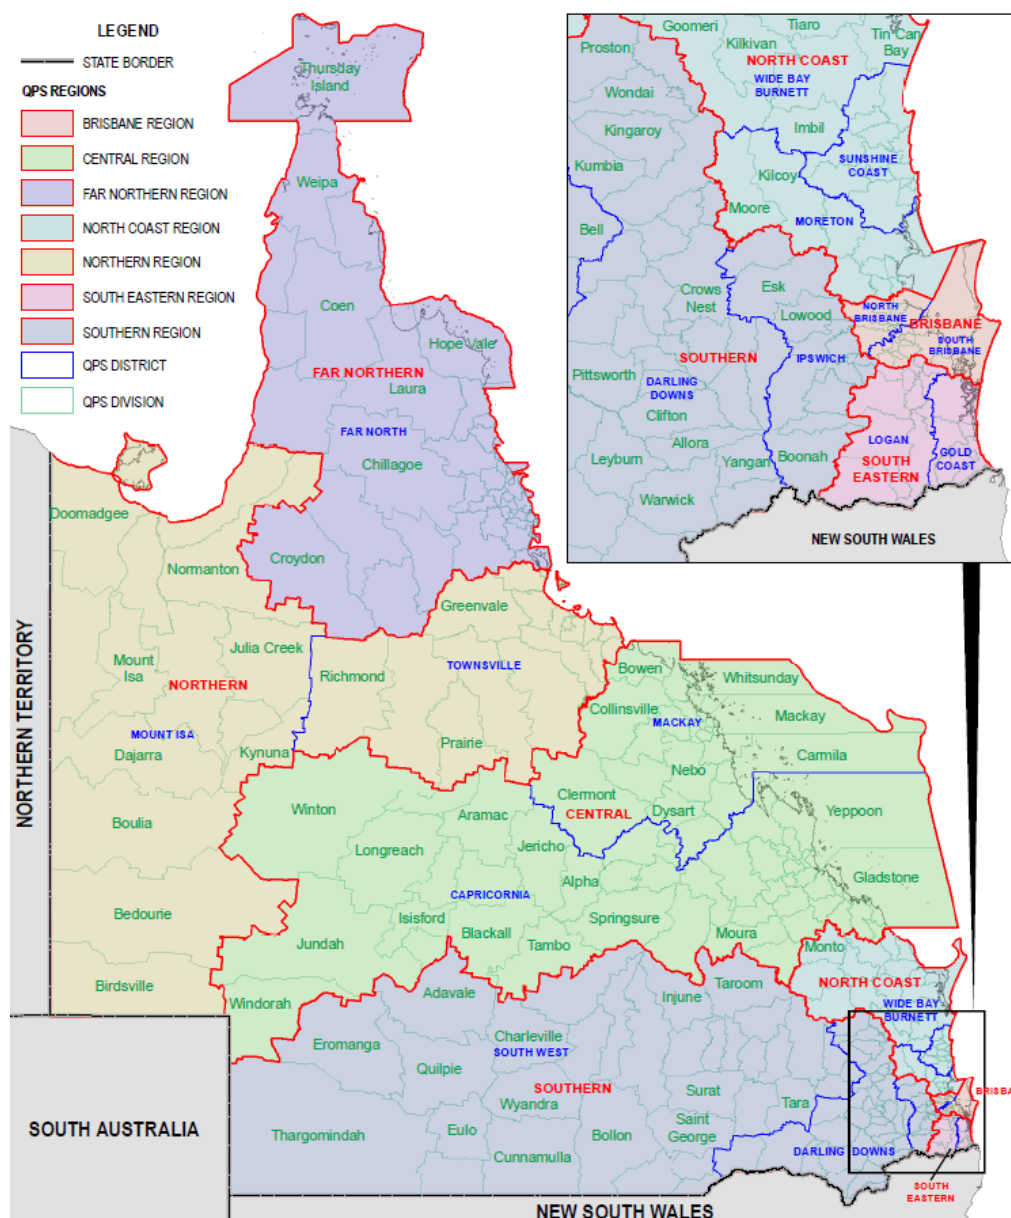 LEGEND
STATE BORDER
QPS REGIONS
BRISBANE REGION
CENTRAL REGION
FAR NORTHERN REGION
NORTH COAST REGION
NORTHERN REGION
SOUTH EASTERN REGION
SOUTHERN REGION
QPS DISTRICT
QPS DIVISION
Thursday
Island
Weipa
Coen
Hope Vale
FAR NORTHERN
Laura
FAR NORTH
Chillagoe
Croydon
Doomadgee
Normanton
Greenvale
Julia Creek
Mount
Isa
NORTHERN
Richmond
TOWNSVILLE
MOUNT ISA
Dajarra
Kynuna
Prairie
Boulia
Bedourie
Birdsville
Bowen
Whitsunday
Collinsville
MACKAY
Mackay
Carmila
Nebo
Clermont
CENTRAL
Dysart
Yeppoon
Winton
Aramac
Longreach
Jericho
Alpha
Gladstone
CAPRICORNIA
Isisford
Blackall
Springsure
Jundah
Tambo
Moura
Monto
Windorah
NORTH COAST
WIDE BAY
BURNETT
Adavale
Injune
Taroom
Eromanga
Charleville
SOUTH WEST
Quilpie
SOUTHERN
Wyandra
Surat
Tara
Thargomindah
Eulo
Bollon
Saint
George
Cunnamulla
DARLING DOWNS
BRISBA
SOUTH
EASTERN
NORTHERN TERRITORY
SOUTH AUSTRALIA
NEW SOUTH WALES
Goomeri
Tiaro
Proston
Kilkivan
Tin Can
Bay
NORTH COAST
WIDE BAY
BURNETT
Wondai
Kingaroy
Imbil
Kumbia
SUNSHINE
COAST
Kilcoy
Moore
MORETON
Bell
Crows
Nest
Esk
Lowood
NORTH
BRISBANE
BRISBANE
SOUTH
BRISBANE
SOUTHERN
IPSWICH
Pittsworth
DARLING
DOWNS
Clifton
Allora
LOGAN
SOUTH
EASTERN
GOLD
COAST
Leyburn
Yangan
Boonah
Warwick
NEW SOUTH WALES